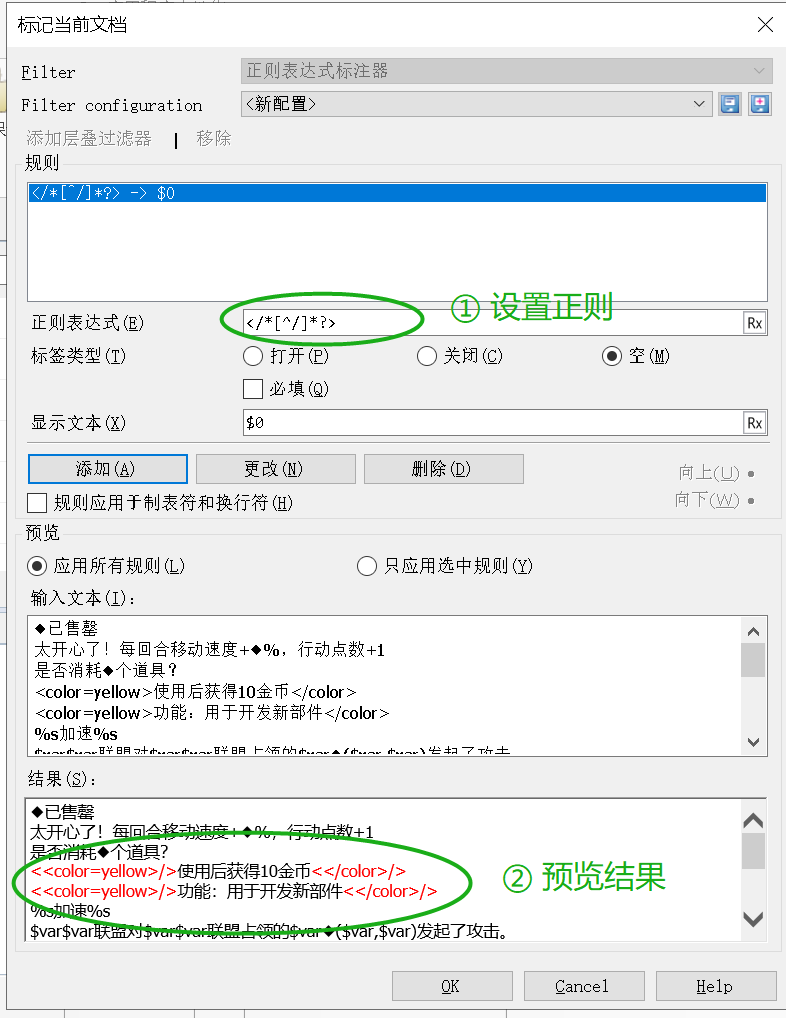 标记当前文档
Filter
正则表达式标注器
Filter configuration
<新配置>
添加层叠过滤器 | 移除
规则
</*[^/]*?> -> $0
① 设置正则
正则表达式(E)
</*[^/]*?>
Rx
标签类型(T)
打开(P)
关闭(C)
空(M)
必填(Q)
显示文本(X)
$0
Rx
添加(A)
更改(N)
删除(D)
向上(U)
向下(W)
规则应用于制表符和换行符(H)
预览
应用所有规则(L)
只应用选中规则(Y)
输入文本(I):
◆已售罄
太开心了!每回合移动速度+◆%，行动点数+1
是否消耗◆个道具?
<color=yellow>使用后获得10金币</color>
<color=yellow>功能：用于开发新部件</color>
%s加速%s
$var$var联盟对$var$var联盟占领的$var◆($var,$var)发起了攻击
结果(S):
◆已售罄
太开心了！每回合移动速度+◆%，行动点数+1
是否消耗◆个道具?
<<color=yellow>/>使用后获得10金币<</color>/>
<<color=yellow>/>功能：用于开发新部件<</color>/>
② 预览结果
%s加速%s
$var$var联盟对$var$var联盟占领的$var◆($var,$var)发起了攻击。
OK
Cancel
Help